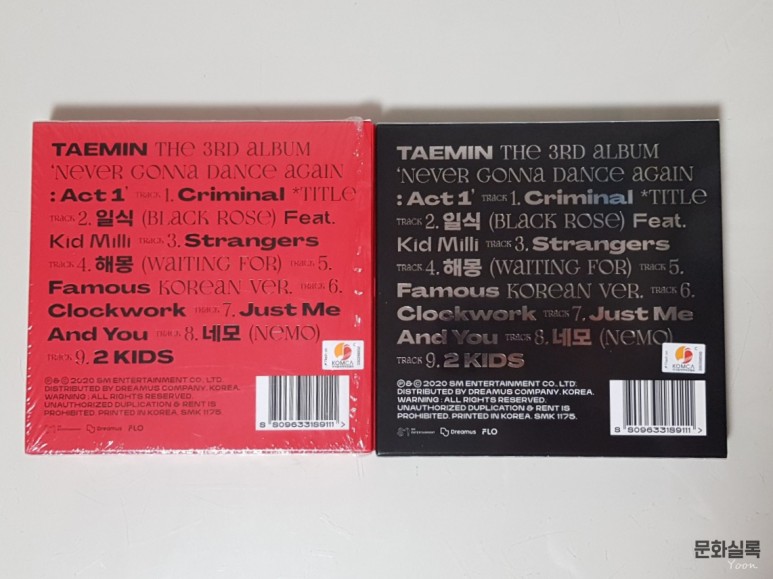 TAEMIN THE 3RD ALBUM
'NEVER GONNA DANCE AGAIN
: Act 1' TRACK 1. Criminal *TITLE
TRACK 2. 일식 (BLACK ROSE) Feat.
Kid Milli TRACK 3. Strangers
TRACK 4. 해몽 (WAITING FOR) TRACK 5.
Famous KOREAN VER. TRACK 6.
Clockwork TRACK 7. Just Me
And You TRACK 8. 네모 (NEMO)
TRACK 9. 2 KIDS
KOMCA
ⓟ© 2020 SM ENTERTAINMENT CO. LTD.
DISTRIBUTED BY DREAMUS COMPANY. KOREA.
WARNING : ALL RIGHTS RESERVED.
UNAUTHORIZED DUPLICATION & RENT IS
PROHIBITED. PRINTED IN KOREA. SMK 1175.
Dreamus FLO
8 809633189111 >
TAEMIN THE 3RD ALBUM
'NEVER GONNA DANCE AGAIN
: Act 1' TRACK 1. Criminal *TITLE
TRACK 2. 일식 (BLACK ROSE) Feat.
Kid Milli TRACK 3. Strangers
TRACK 4. 해몽 (WAITING FOR) TRACK 5.
Famous KOREAN VER. TRACK 6.
Clockwork TRACK 7. Just Me
And You TRACK 8. 네모 (NEMO)
TRACK 9. 2 KIDS
KOMCA
ⓟ© 2020 SM ENTERTAINMENT CO. LTD.
DISTRIBUTED BY DREAMUS COMPANY. KOREA.
WARNING : ALL RIGHTS RESERVED.
UNAUTHORIZED DUPLICATION & RENT IS
PROHIBITED. PRINTED IN KOREA. SMK 1175.
Dreamus FLO
8 809633189111 >
문화실록
Yoon